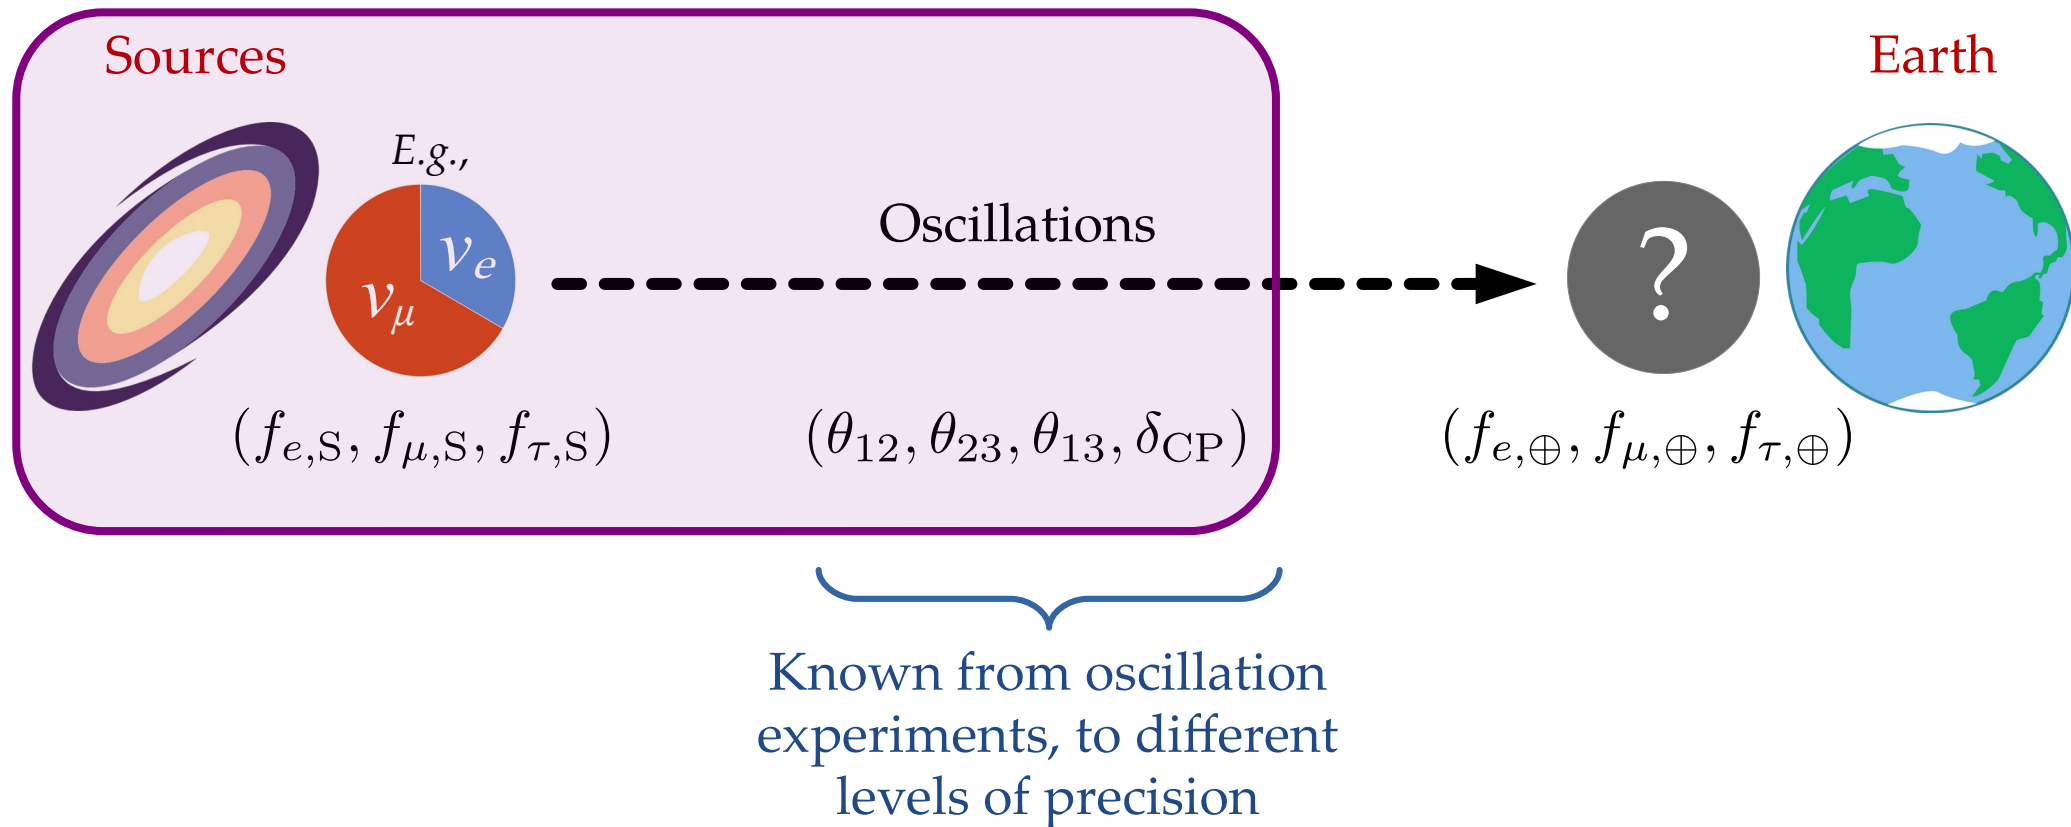 Sources
Earth
E.g.,
ν_e
ν_μ
Oscillations
?
(f_{e,S}, f_{μ,S}, f_{τ,S})
(θ_{12}, θ_{23}, θ_{13}, δ_{CP})
(f_{e,⊕}, f_{μ,⊕}, f_{τ,⊕})
Known from oscillation
experiments, to different
levels of precision